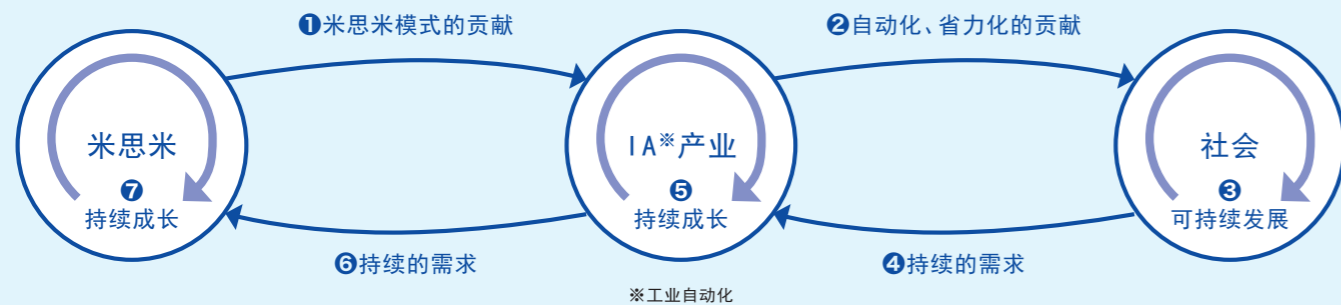 ❶米思米模式的贡献
❷自动化、省力化的贡献
米思米
❼
持续成长
IA※产业
❺
持续成长
社会
❸
可持续发展
❻持续的需求
❹持续的需求
※工业自动化